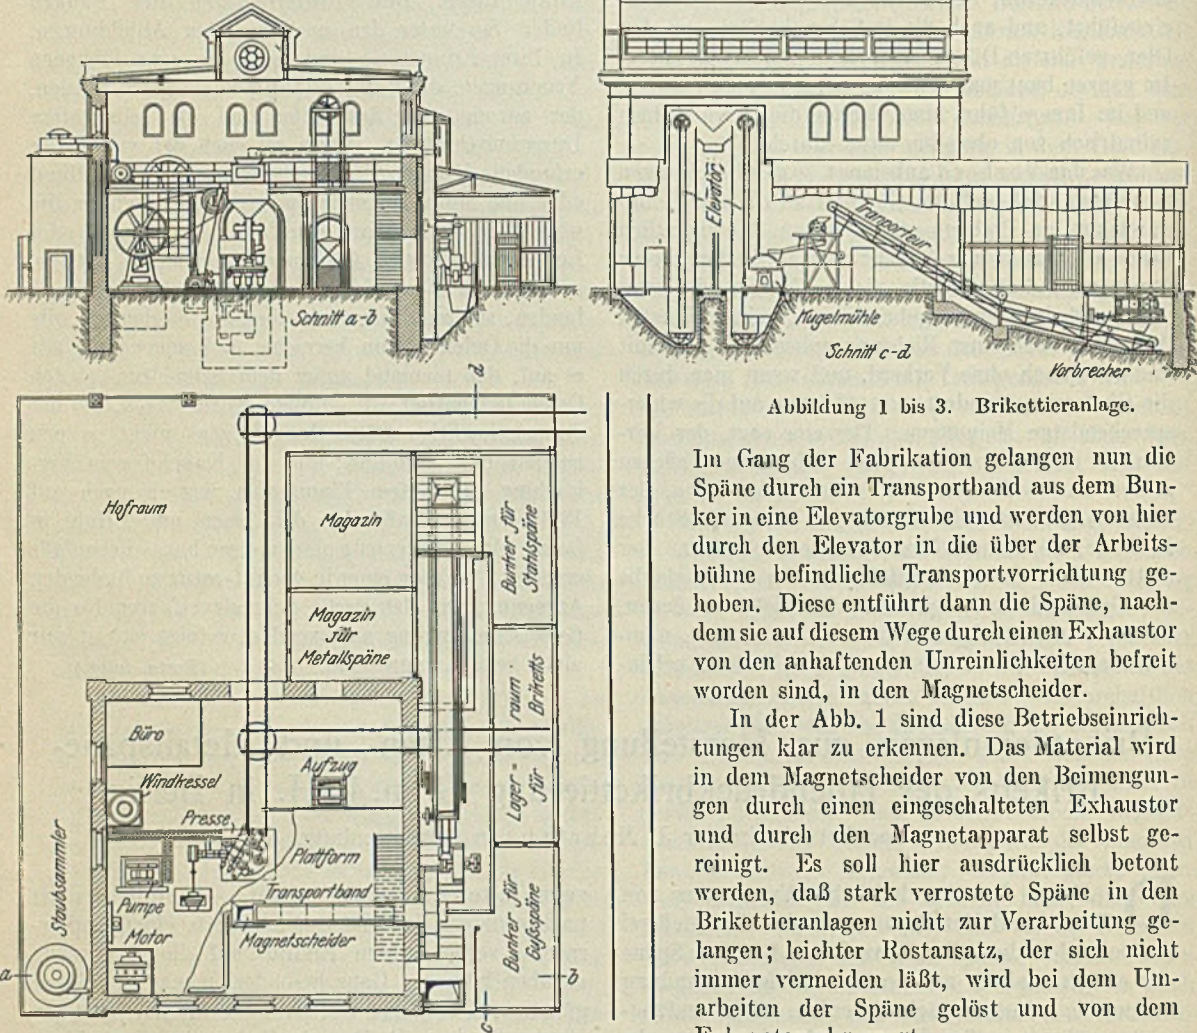 Elevator
Transporteur
Schnitt a-b
Kugelmühle
Schnitt c-d
Vorbrecher
d
Abbildung 1 bis 3. Brikettieranlage.
Hofraum
Magazin
Magazin
für
Metallspäne
Bunker für
Stahlspäne
Lager-raum
für Briketts
Bunker für
Gußspäne
Büro
Windkessel
Presse
Aufzug
Plattform
Transportband
Magnetscheider
Pumpe
Motor
Staubsammler
a
b
c
Im Gang der Fabrikation gelangen nun die
Späne durch ein Transportband aus dem Bun-
ker in eine Elevatorgrube und werden von hier
durch den Elevator in die über der Arbeits-
bühne befindliche Transportvorrichtung ge-
hoben. Diese entführt dann die Späne, nach-
dem sie auf diesem Wege durch einen Exhaustor
von den anhaftenden Unreinlichkeiten befreit
worden sind, in den Magnetscheider.
In der Abb. 1 sind diese Betriebseinrich-
tungen klar zu erkennen. Das Material wird
in dem Magnetscheider von den Beimengun-
gen durch einen eingeschalteten Exhaustor
und durch den Magnetapparat selbst ge-
reinigt. Es soll hier ausdrücklich betont
werden, daß stark verrostete Späne in den
Brikettieranlagen nicht zur Verarbeitung ge-
langen; leichter Rostansatz, der sich nicht
immer vermeiden läßt, wird bei dem Um-
arbeiten der Späne gelöst und von dem